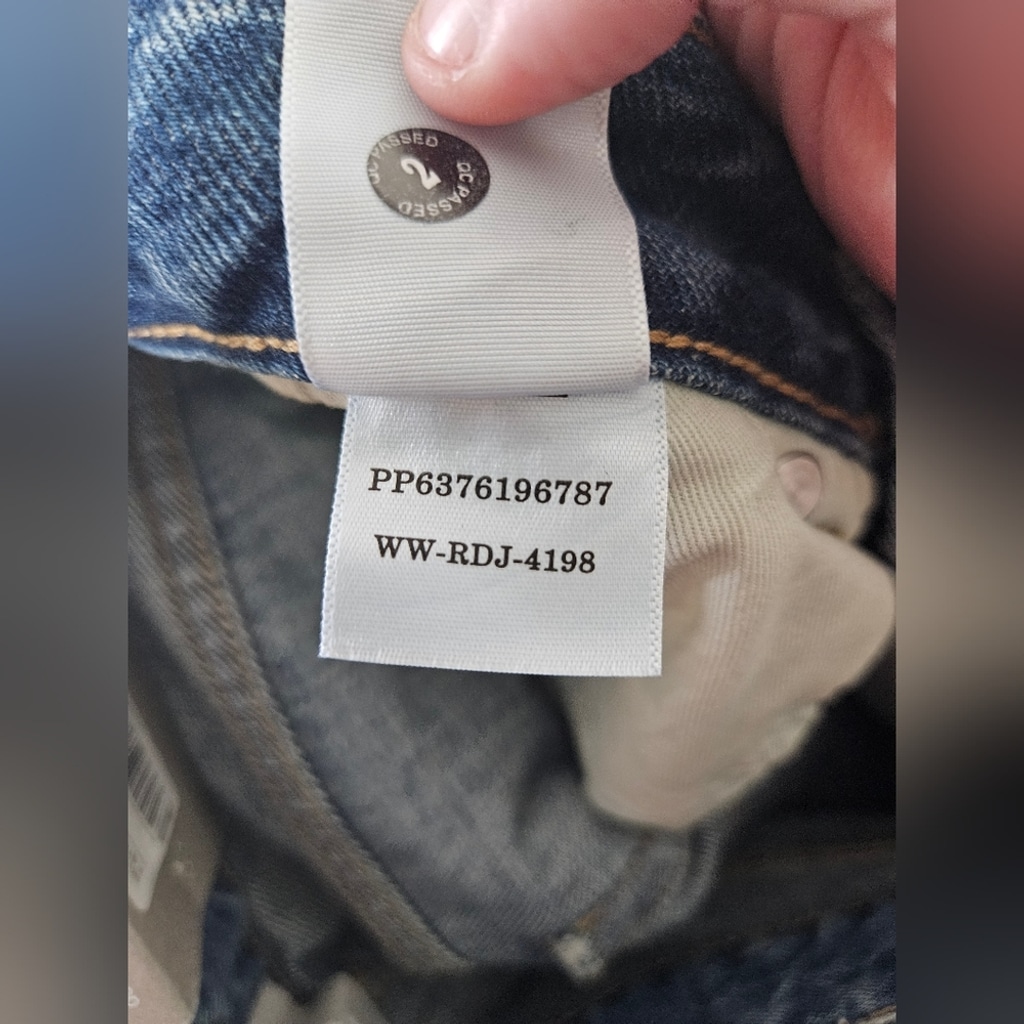 QC PASSED QC PASSED
2
PP6376196787
WW-RDJ-4198